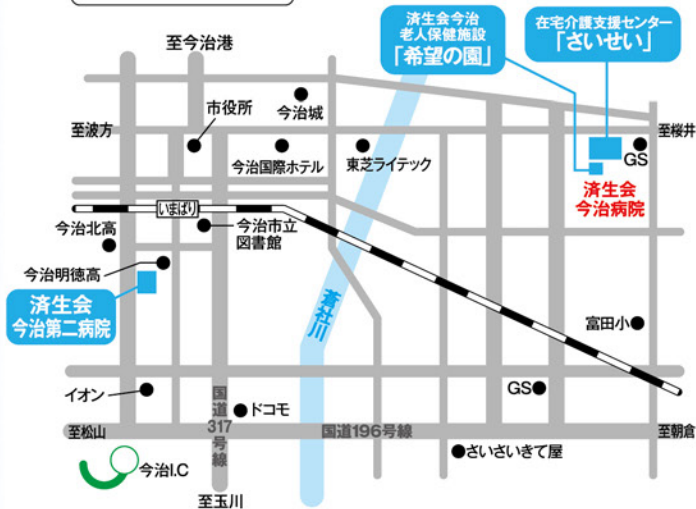 済生会今治
老人保健施設
「希望の園」
在宅介護支援センター
「さいせい」
至今治港
市役所
今治城
至波方
至桜井
今治国際ホテル
東芝ライテック
GS
済生会
今治病院
いまばり
今治北高
今治市立
図書館
今治明徳高
済生会
今治第二病院
蒼社川
富田小
イオン
国道317号線
ドコモ
GS
至松山
国道196号線
至朝倉
さいさいきて屋
今治I.C
至玉川